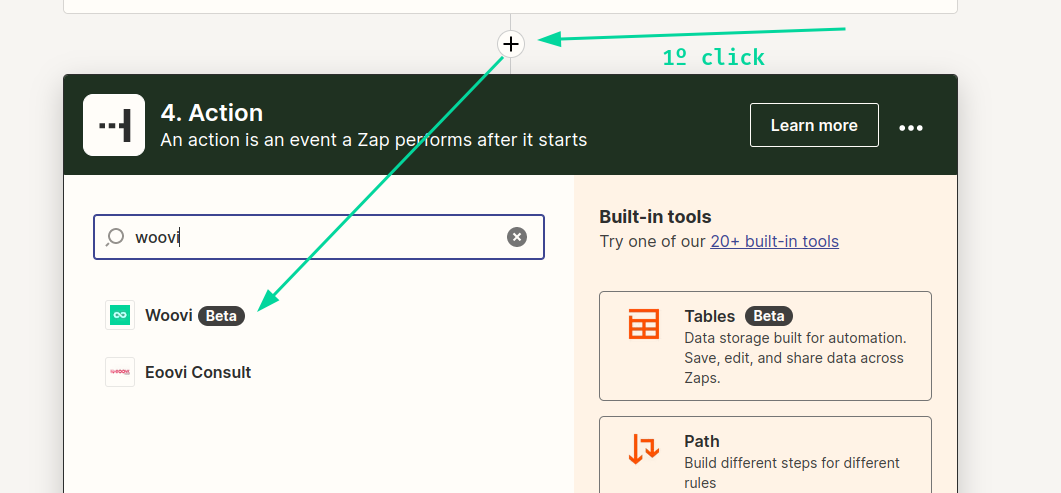 1º click
4. Action
An action is an event a Zap performs after it starts
Learn more
woovi
Woovi Beta
Eoovi Consult
Built-in tools
Try one of our 20+ built-in tools
Tables Beta
Data storage built for automation.
Save, edit, and share data across
Zaps.
Path
Build different steps for different
rules